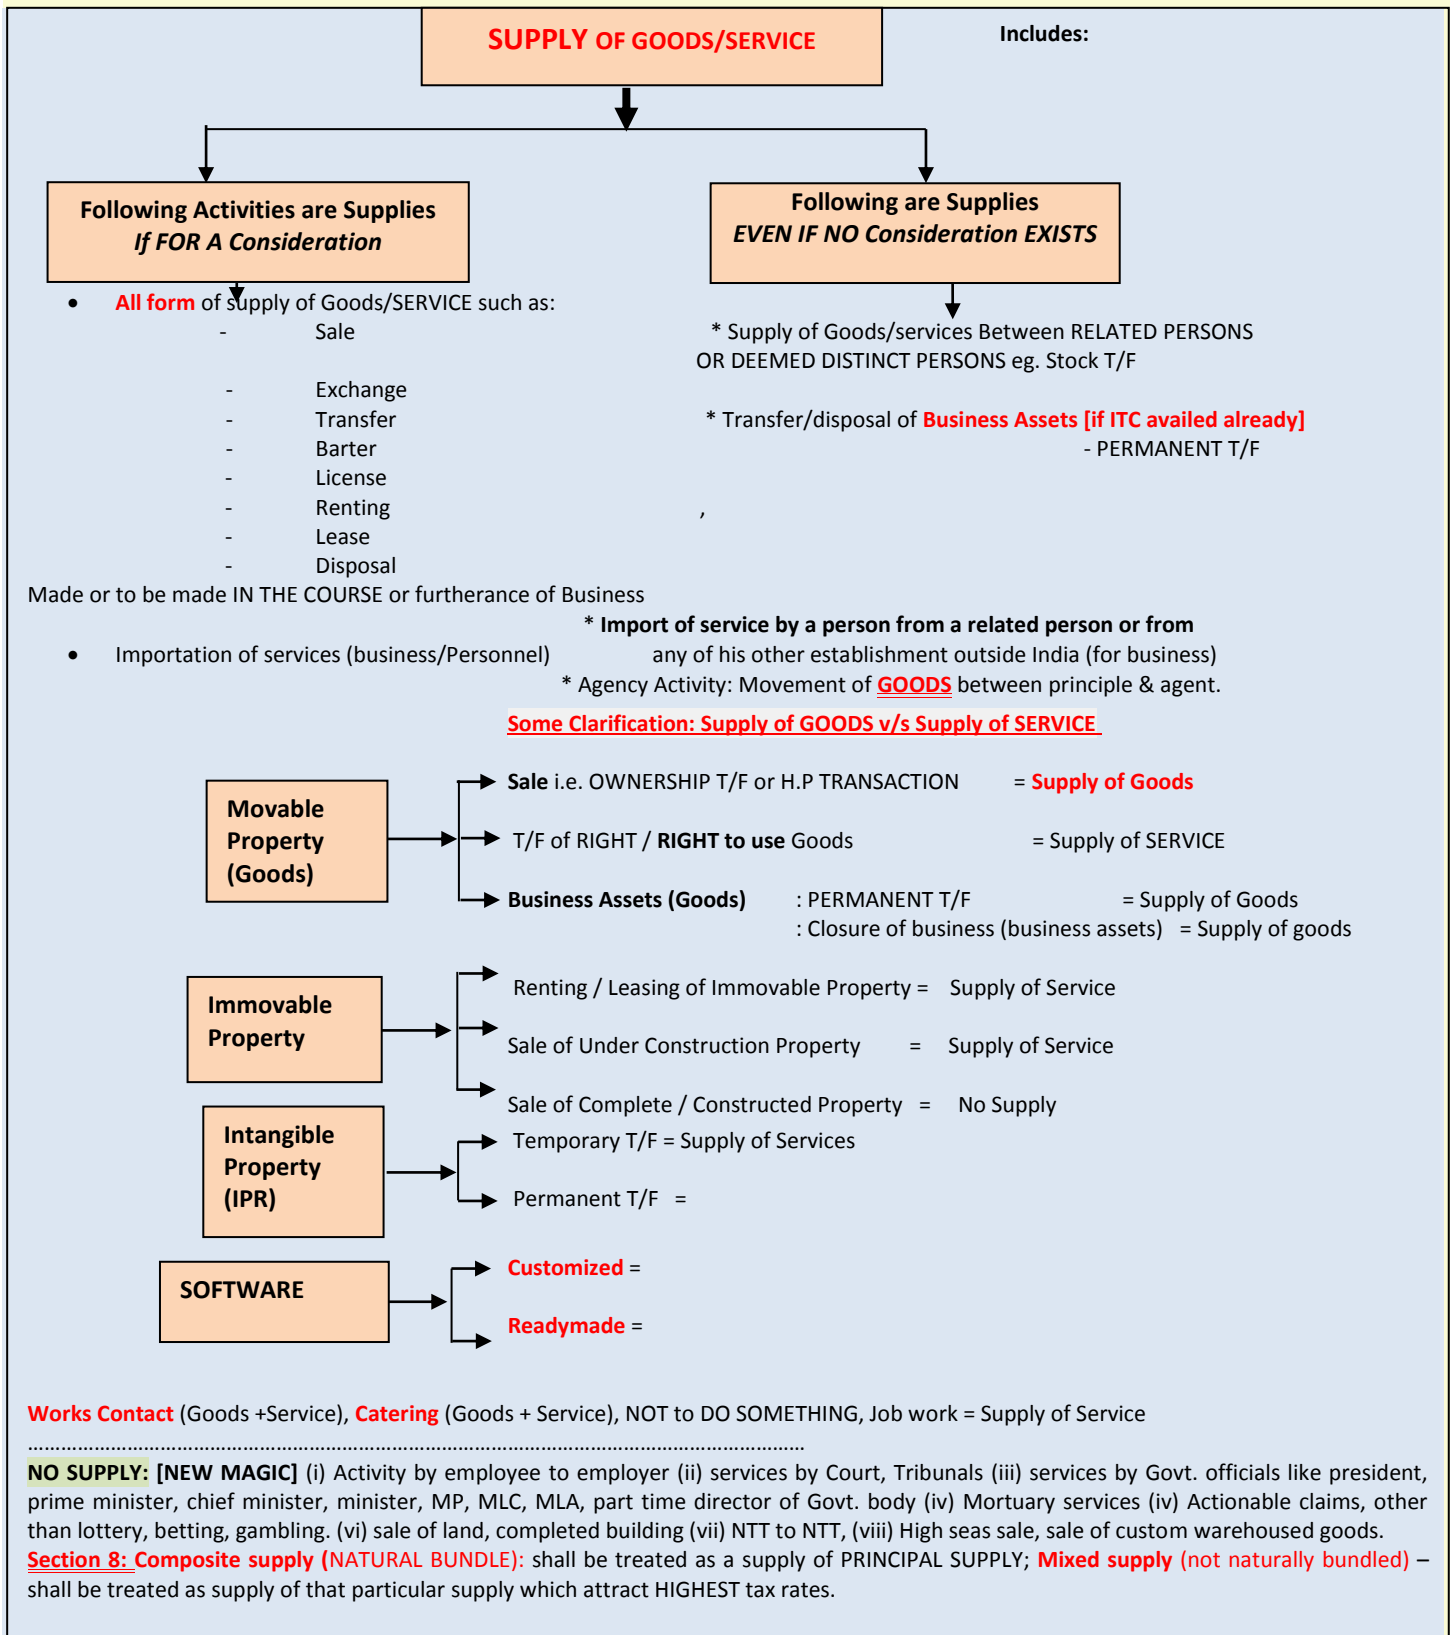 SUPPLY OF GOODS/SERVICE
Includes:
Following Activities are Supplies
If FOR A Consideration
Following are Supplies
EVEN IF NO Consideration EXISTS
• All form of supply of Goods/SERVICE such as:
- Sale
* Supply of Goods/services Between RELATED PERSONS
OR DEEMED DISTINCT PERSONS eg. Stock T/F
- Exchange
- Transfer
* Transfer/disposal of Business Assets [if ITC availed already]
- Barter
- PERMANENT T/F
- License
- Renting
,
- Lease
- Disposal
Made or to be made IN THE COURSE or furtherance of Business
* Import of service by a person from a related person or from
• Importation of services (business/Personnel)
any of his other establishment outside India (for business)
* Agency Activity: Movement of GOODS between principle & agent.
Some Clarification: Supply of GOODS v/s Supply of SERVICE
Movable
Property
(Goods)
Sale i.e. OWNERSHIP T/F or H.P TRANSACTION = Supply of Goods
T/F of RIGHT / RIGHT to use Goods = Supply of SERVICE
Business Assets (Goods) : PERMANENT T/F = Supply of Goods
: Closure of business (business assets) = Supply of goods
Immovable
Property
Renting / Leasing of Immovable Property = Supply of Service
Sale of Under Construction Property = Supply of Service
Sale of Complete / Constructed Property = No Supply
Intangible
Property
(IPR)
Temporary T/F = Supply of Services
Permanent T/F =
SOFTWARE
Customized =
Readymade =
Works Contact (Goods +Service), Catering (Goods + Service), NOT to DO SOMETHING, Job work = Supply of Service
……………………………………………………………………………………………………………………………
NO SUPPLY: [NEW MAGIC] (i) Activity by employee to employer (ii) services by Court, Tribunals (iii) services by Govt. officials like president,
prime minister, chief minister, minister, MP, MLC, MLA, part time director of Govt. body (iv) Mortuary services (iv) Actionable claims, other
than lottery, betting, gambling. (vi) sale of land, completed building (vii) NTT to NTT, (viii) High seas sale, sale of custom warehoused goods.
Section 8: Composite supply (NATURAL BUNDLE): shall be treated as a supply of PRINCIPAL SUPPLY; Mixed supply (not naturally bundled) –
shall be treated as supply of that particular supply which attract HIGHEST tax rates.